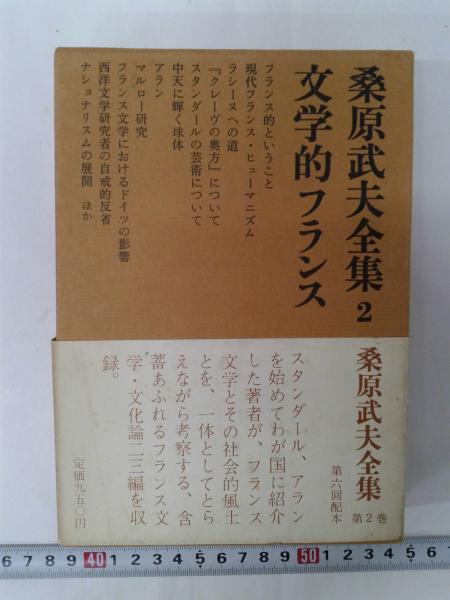 桑原武夫全集 2
文学的フランス
フランス的ということ
現代フランス・ヒューマニズム
ラシーヌへの道
『クレーヴの奥方』について
スタンダールの芸術について
中天に輝く球体
アラン
マルロー研究
フランス文学におけるドイツの影響
西洋文学研究者の自戒的反省
ナショナリスムの展開 ほか
桑原武夫全集 第2巻
第六回配本
スタンダール、アラン
を始めてわが国に紹介
した著者が、フランス
文学とその社会的風土
とを、一体としてとら
えながら考察する、含
蓄あふれるフランス文
学・文化論二三編を収
録。
定価九五〇円
6 7 8 9 40 1 2 3 4 5 6 7 8 9 50 1 2 3 4 5 6